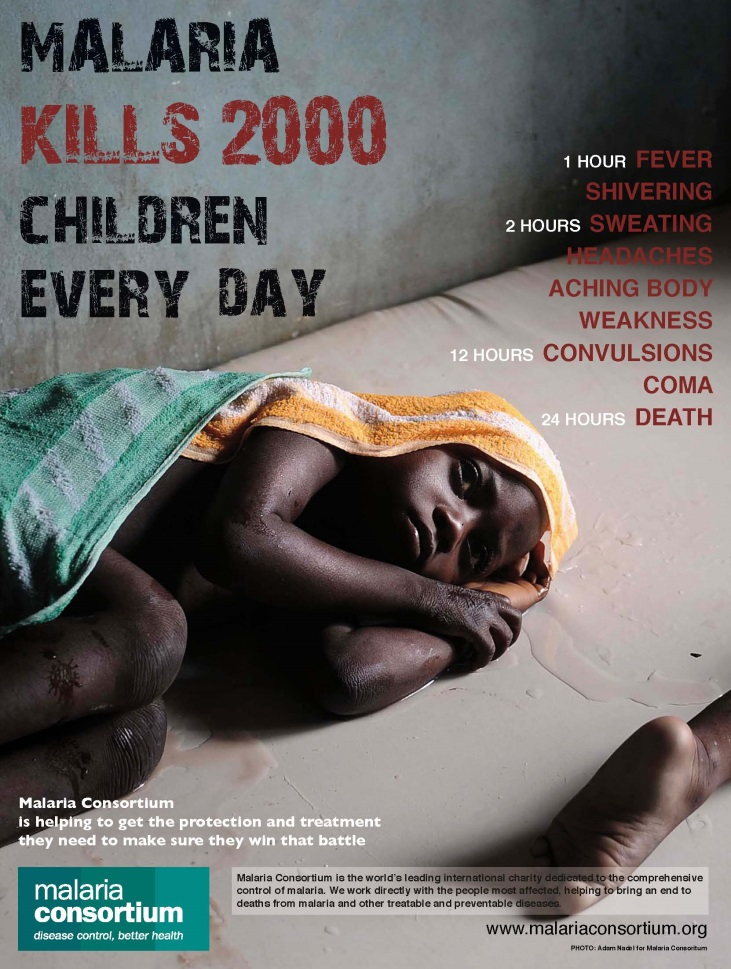 MALARIA
KILLS 2000
CHILDREN
EVERY DAY
1 HOUR FEVER
SHIVERING
2 HOURS SWEATING
HEADACHES
ACHING BODY
WEAKNESS
12 HOURS CONVULSIONS
COMA
24 HOURS DEATH
Malaria Consortium
is helping to get the protection and treatment
they need to make sure they win that battle
malaria
consortium
disease control, better health
Malaria Consortium is the world's leading international charity dedicated to the comprehensive
control of malaria. We work directly with the people most affected, helping to bring an end to
deaths from malaria and other treatable and preventable diseases.
www.malariaconsortium.org
PHOTO: Adam Nadel for Malaria Consortium